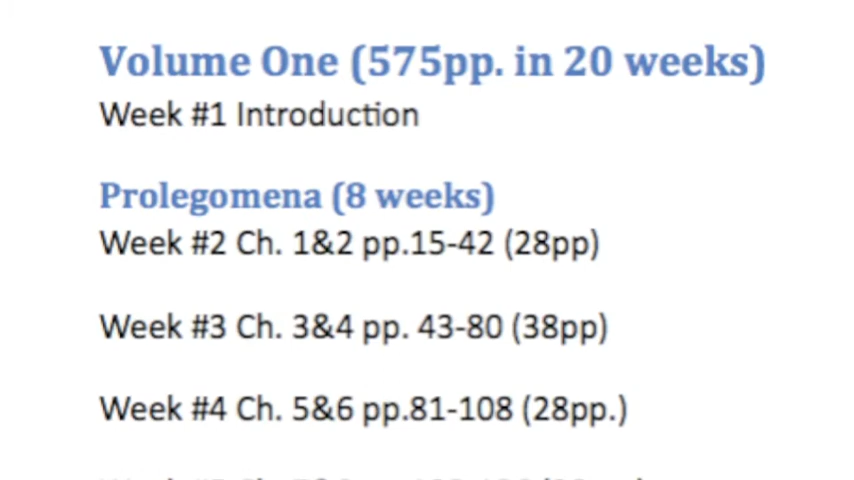 Volume One (575pp. in 20 weeks)
Week #1 Introduction
Prolegomena (8 weeks)
Week #2 Ch. 1&2 pp.15-42 (28pp)
Week #3 Ch. 3&4 pp. 43-80 (38pp)
Week #4 Ch. 5&6 pp.81-108 (28pp.)